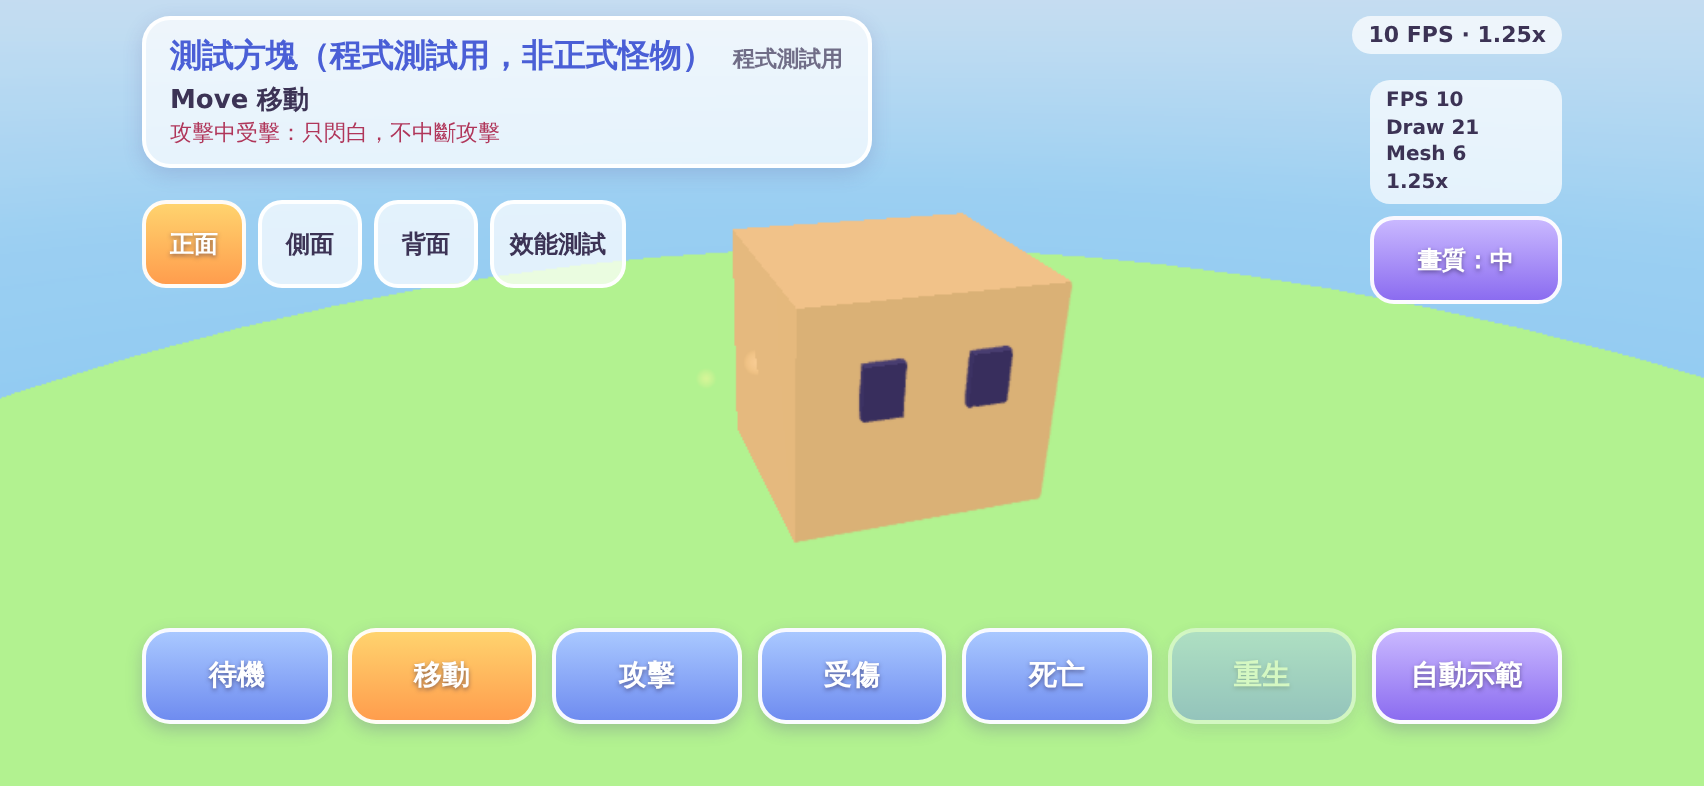 測試方塊（程式測試用，非正式怪物） 程式測試用
Move 移動
攻擊中受擊：只閃白，不中斷攻擊
10 FPS · 1.25x
FPS 10
Draw 21
Mesh 6
1.25x
正面 側面 背面 效能測試
畫質：中
待機 移動 攻擊 受傷 死亡 重生 自動示範